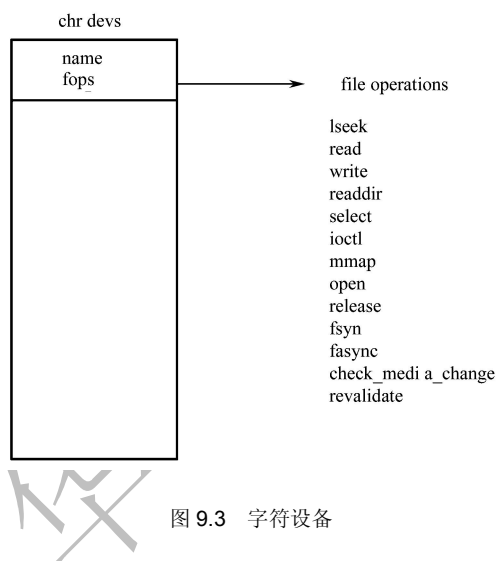 chr devs
name
fops
file operations
lseek
read
write
readdir
select
ioctl
mmap
open
release
fsyn
fasync
check_medi a_change
revalidate
图 9.3 字符设备